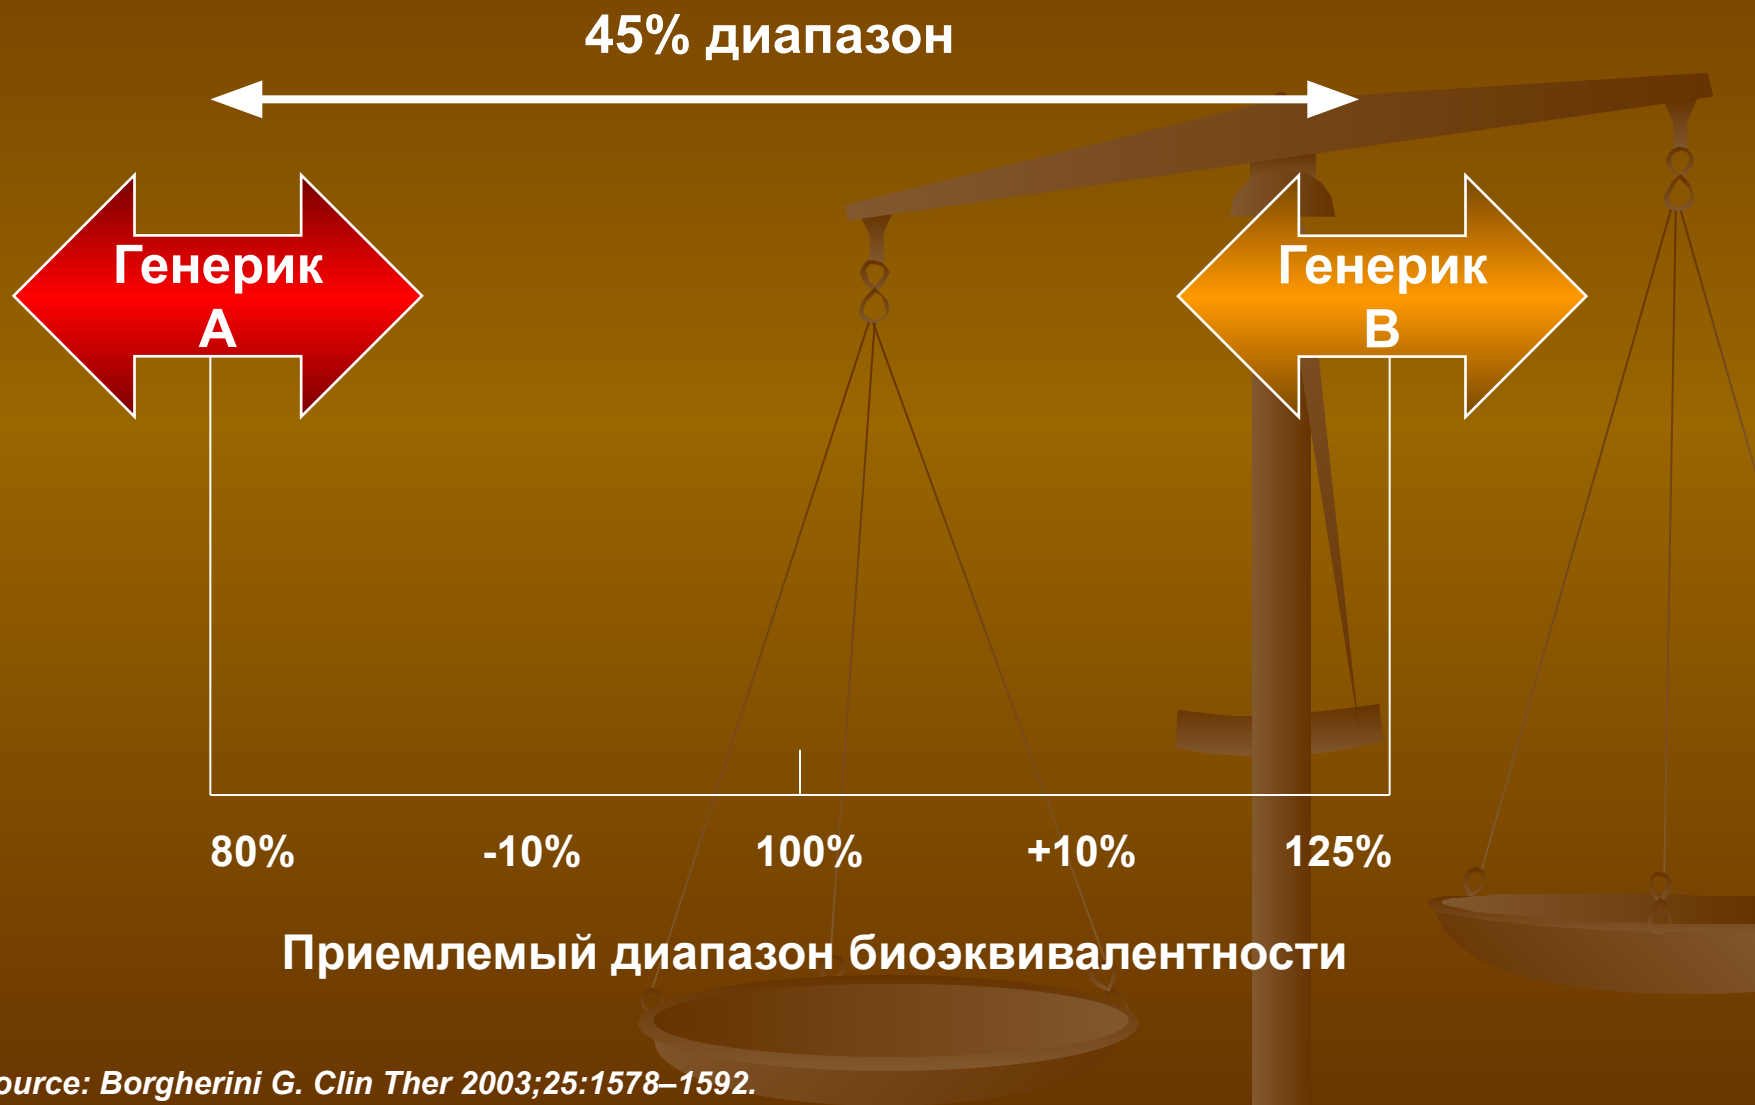 45% диапазон
Генерик
А
Генерик
В
80%
-10%
100%
+10%
125%
Приемлемый диапазон биоэквивалентности
ource: Borgherini G. Clin Ther 2003;25:1578–1592.